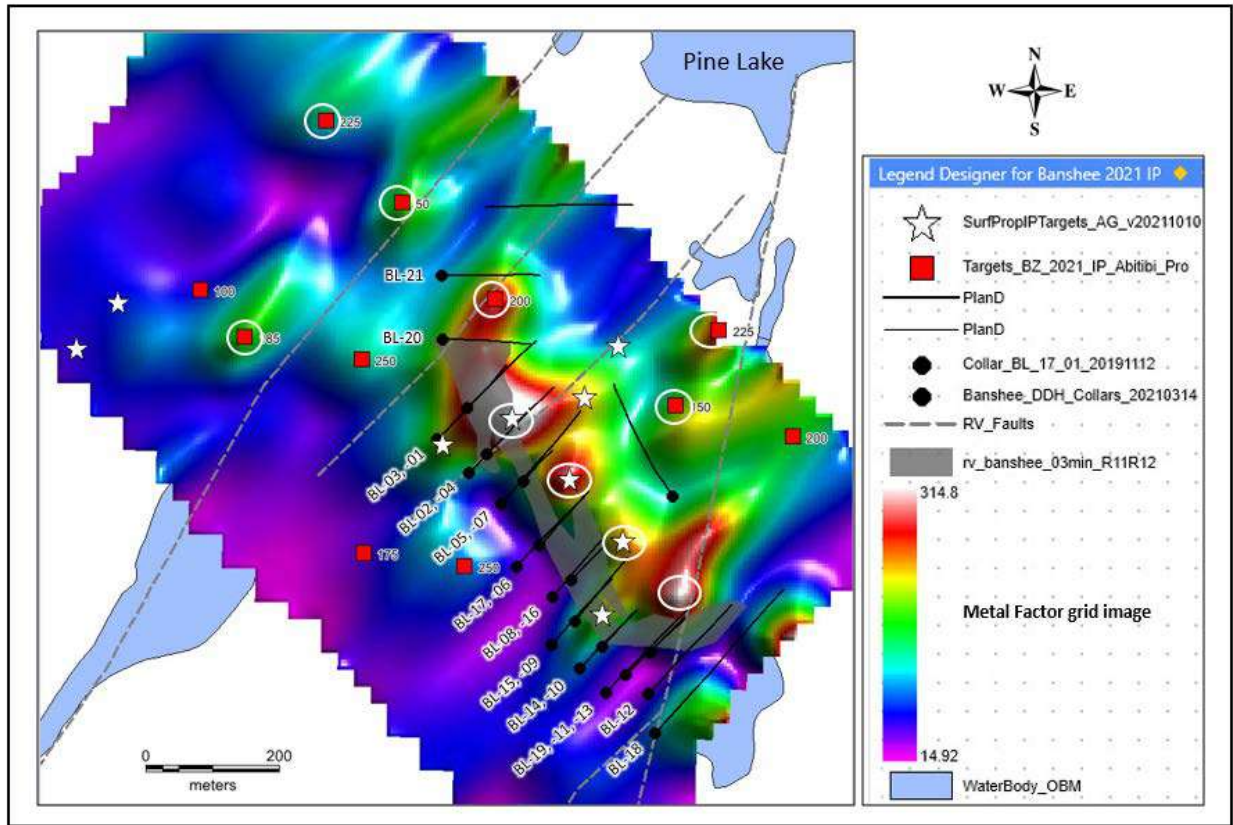 Pine Lake
225
50
BL-21
200
100
225
85
BL-20
250
150
200
BL-03, -01
BL-02, -04
BL-05, -07
175
250
BL-17, -06
BL-08, -16
BL-15, -09
BL-14, -10
BL-19, -11, -13
BL-12
BL-18
0 200
meters
N
W E
S
Legend Designer for Banshee 2021 IP
SurfPropIPTargets_AG_v20211010
Targets_BZ_2021_IP_Abitibi_Pro
PlanD
PlanD
Collar_BL_17_01_20191112
Banshee_DDH_Collars_20210314
RV_Faults
rv_banshee_03min_R11R12
314.8
Metal Factor grid image
14.92
WaterBody_OBM